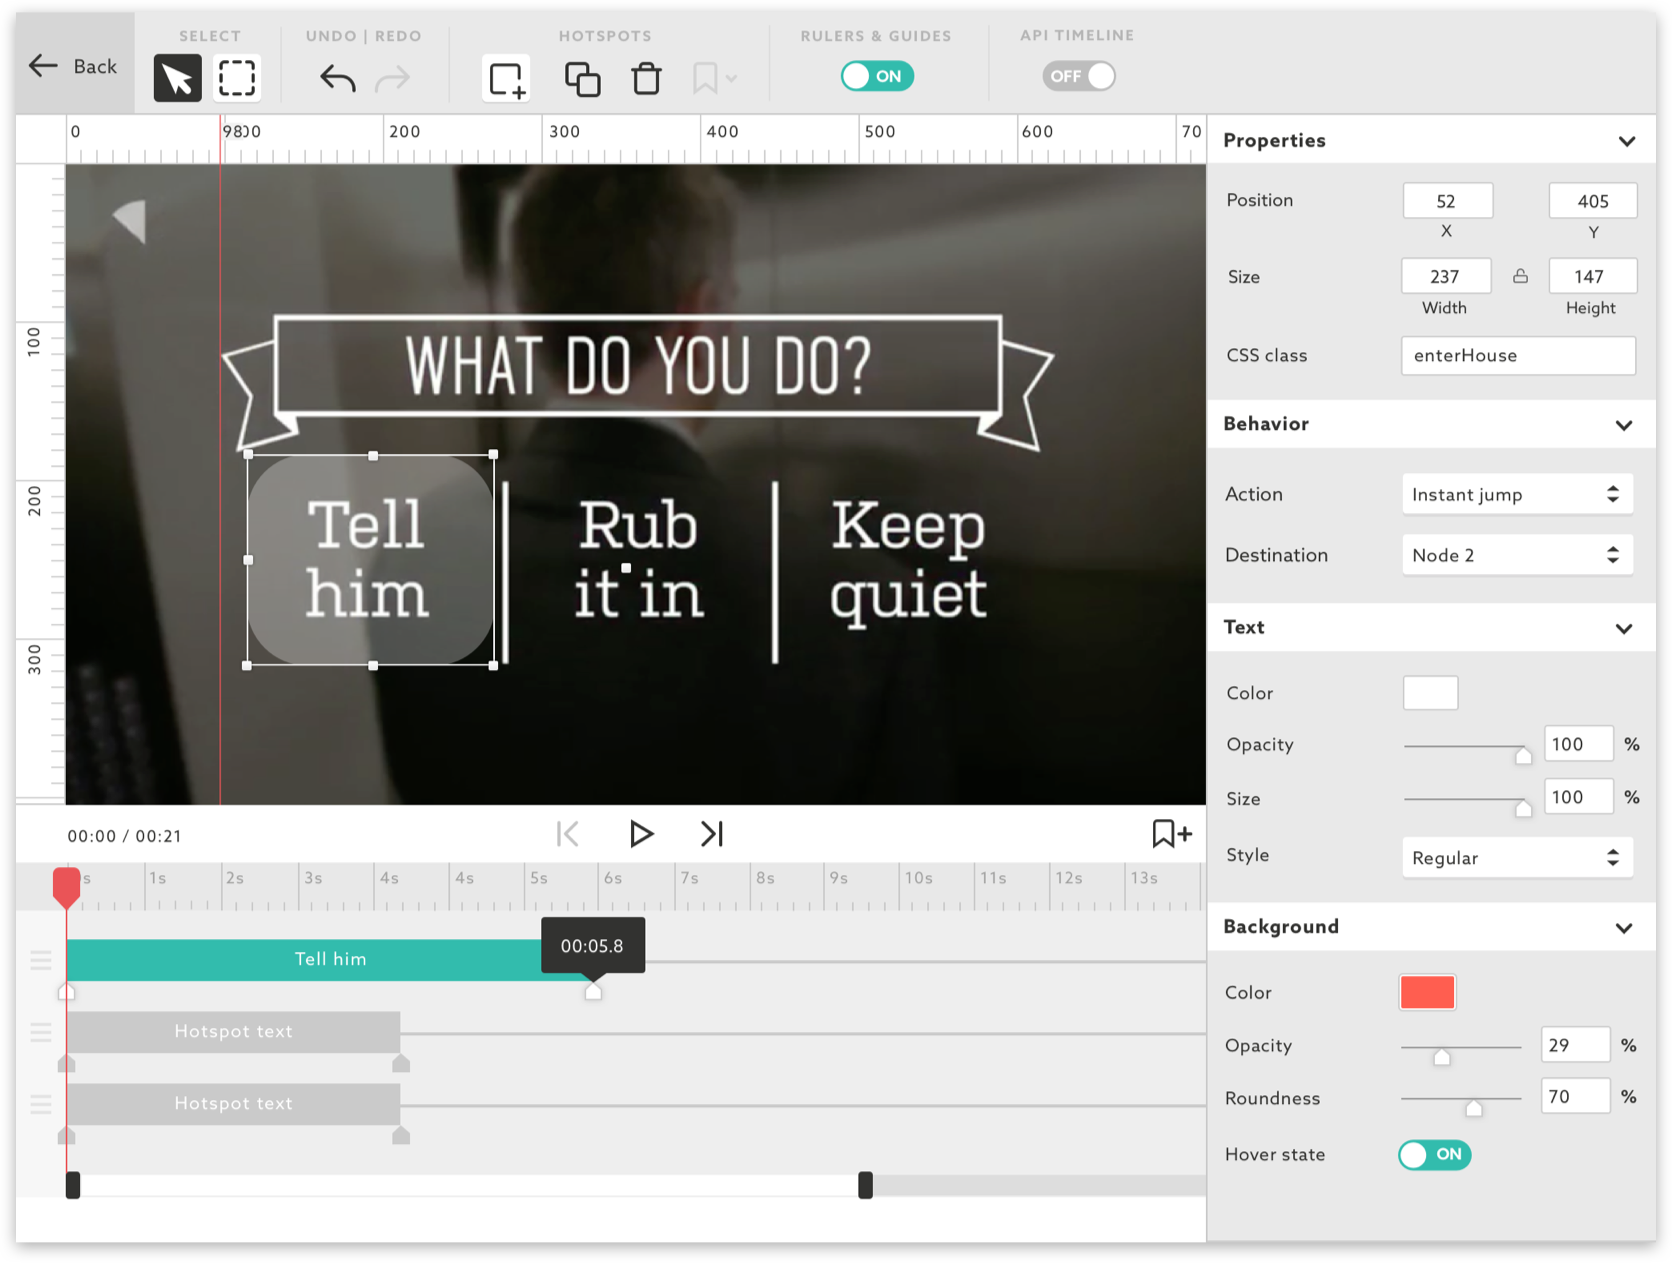 Back
SELECT
UNDO | REDO
HOTSPOTS
RULERS & GUIDES
ON
API TIMELINE
OFF
0
98
200
300
400
500
600
70
100
200
300
WHAT DO YOU DO?
Tell him
Rub it in
Keep quiet
00:00 / 00:21
s
1s
2s
3s
4s
4s
5s
6s
7s
8s
9s
10s
11s
12s
13s
Tell him
00:05.8
Hotspot text
Hotspot text
Properties
Position
52
405
X
Y
Size
237
147
Width
Height
CSS class
enterHouse
Behavior
Action
Instant jump
Destination
Node 2
Text
Color
Opacity
100 %
Size
100 %
Style
Regular
Background
Color
Opacity
29 %
Roundness
70 %
Hover state
ON